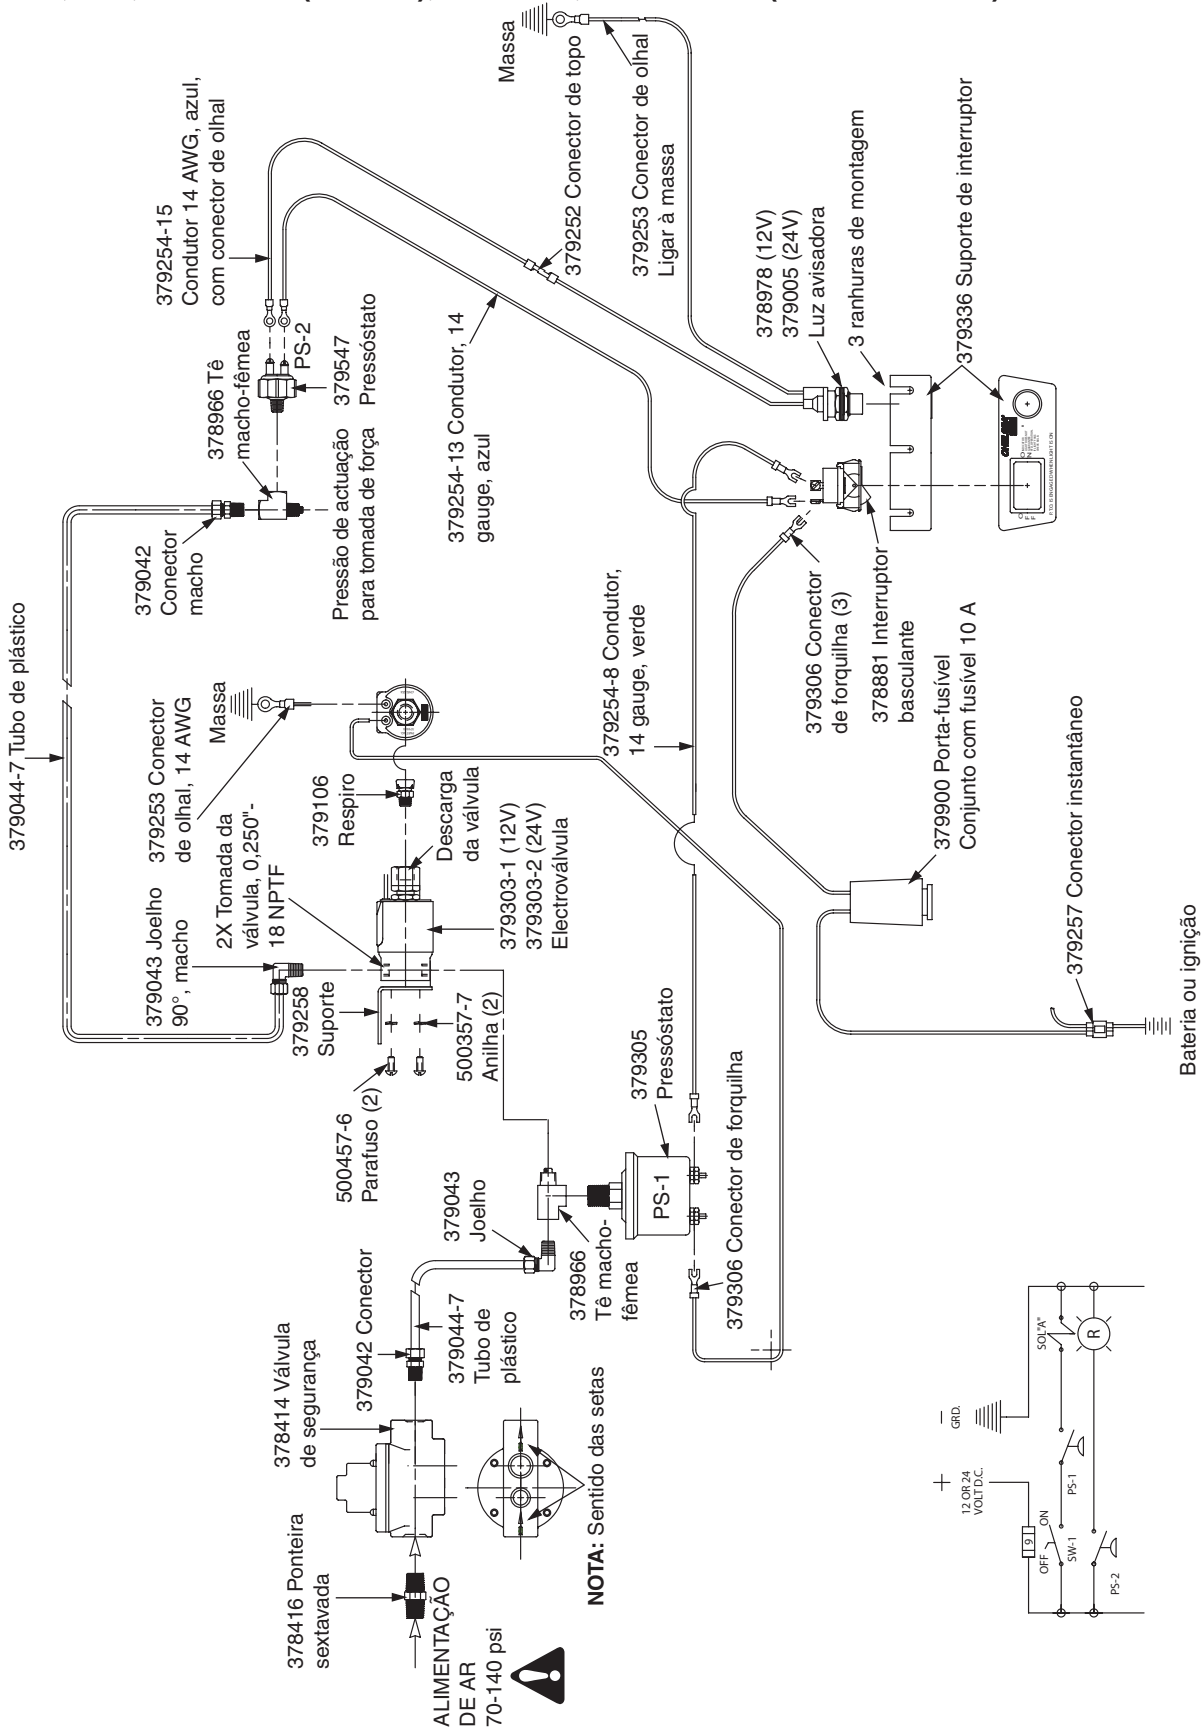 Massa
379253 Conector de olhal
Ligar à massa
379252 Conector de topo
379254-15
Condutor 14 AWG, azul,
com conector de olhal
PS-2
379547
Pressóstato
378966 Tê
macho-fêmea
379042
Conector
macho
Pressão de actuação
para tomada de força
379254-13 Condutor, 14
gauge, azul
378978 (12V)
379005 (24V)
Luz avisadora
3 ranhuras de montagem
379336 Suporte de interruptor
CHELSEA
P.T.O. IS ENGAGED WHEN LIGHT IS ON
O
N
O
F
F
379044-7 Tubo de plástico
379253 Conector
de olhal, 14 AWG
Massa
379043 Joelho
90°, macho
2X Tomada da
válvula, 0,250"-
18 NPTF
379106
Respiro
Descarga
da válvula
379303-1 (12V)
379303-2 (24V)
Electroválvula
379258
Suporte
500357-7
Anilha (2)
500457-6
Parafuso (2)
379254-8 Condutor,
14 gauge, verde
379306 Conector
de forquilha (3)
378881 Interruptor
basculante
379900 Porta-fusível
Conjunto com fusível 10 A
379257 Conector instantâneo
Bateria ou ignição
379305
Pressóstato
PS-1
379306 Conector de forquilha
379043
Joelho
378966
Tê macho-
fêmea
379042 Conector
379044-7
Tubo de
plástico
378414 Válvula
de segurança
378416 Ponteira
sextavada
ALIMENTAÇÃO
DE AR
70-140 psi
NOTA: Sentido das setas
+
12 OR 24
VOLT D.C.
−
GRD.
9
OFF
ON
SW-1
PS-1
SOL"A"
PS-2
R